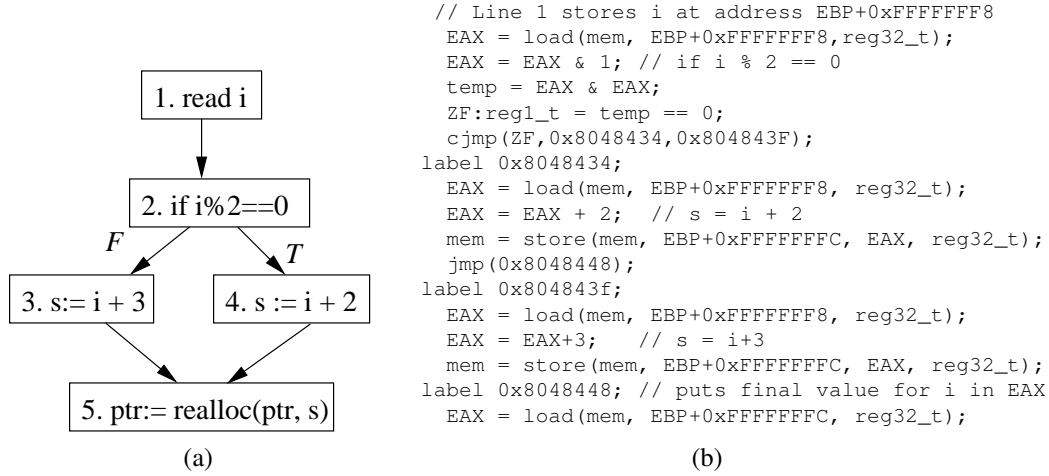 1. read i
2. if i%2==0
F
T
3. s:= i + 3
4. s := i + 2
5. ptr:= realloc(ptr, s)
(a)
// Line 1 stores i at address EBP+0xFFFFFFF8
EAX = load(mem, EBP+0xFFFFFFF8,reg32_t);
EAX = EAX & 1; // if i % 2 == 0
temp = EAX & EAX;
ZF:reg1_t = temp == 0;
cjmp(ZF,0x8048434,0x804843F);
label 0x8048434;
EAX = load(mem, EBP+0xFFFFFFF8, reg32_t);
EAX = EAX + 2;  // s = i + 2
mem = store(mem, EBP+0xFFFFFFFC, EAX, reg32_t);
jmp(0x8048448);
label 0x804843f;
EAX = load(mem, EBP+0xFFFFFFF8, reg32_t);
EAX = EAX+3;   // s = i+3
mem = store(mem, EBP+0xFFFFFFFC, EAX, reg32_t);
label 0x8048448; // puts final value for i in EAX
EAX = load(mem, EBP+0xFFFFFFFC, reg32_t);
(b)